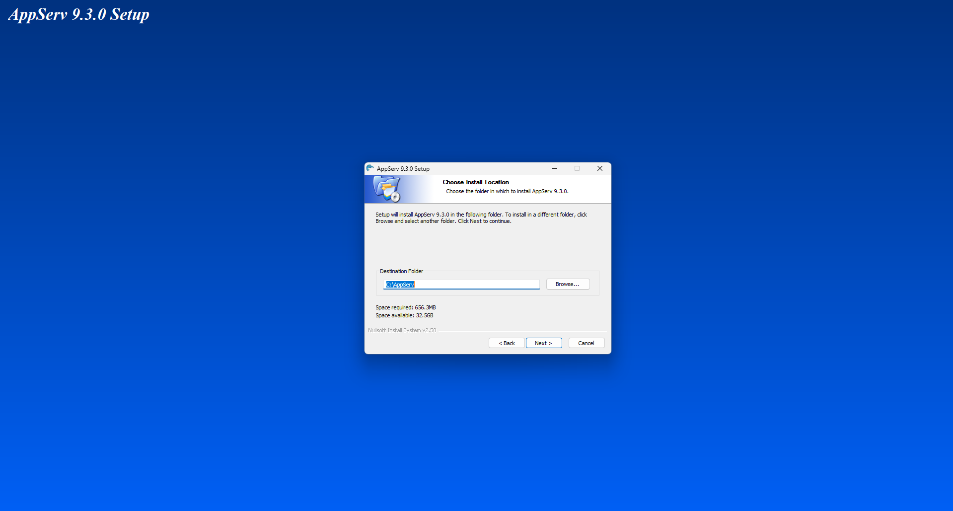 AppServ 9.3.0 Setup
AppServ 9.3.0 Setup
Choose Install Location
Choose the folder in which to install AppServ 9.3.0.
Setup will install AppServ 9.3.0 in the following folder. To install in a different folder, click
Browse and select another folder. Click Next to continue.
Destination Folder
C:\AppServ
Browse...
Space required: 656.3MB
Space available: 32.5GB
Nullsoft Install System
< Back
Next >
Cancel